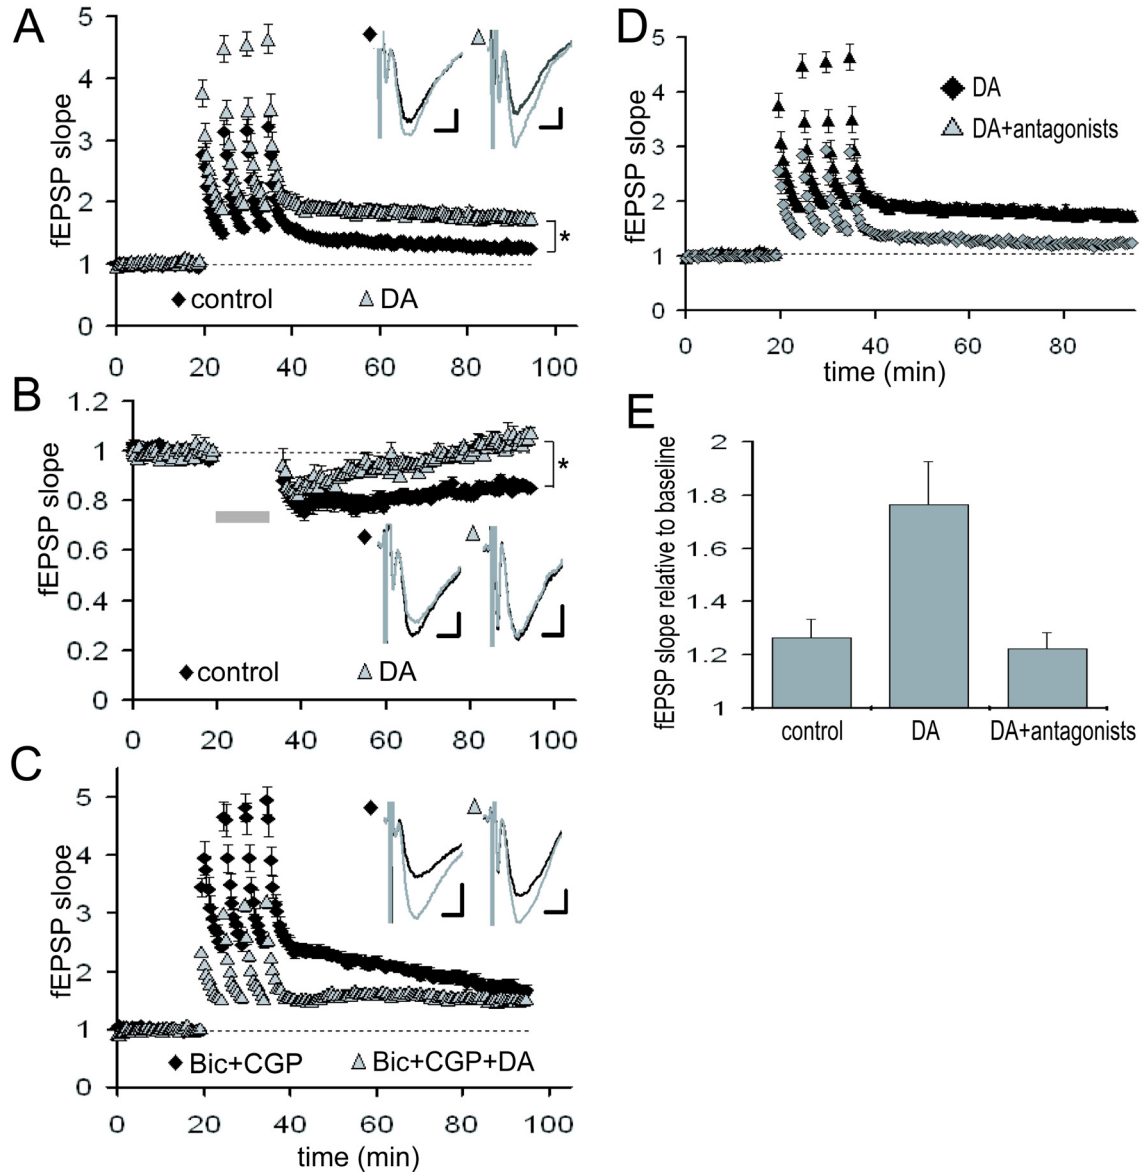 A
fEPSP slope
5
4
3
2
1
0
*
control
DA
0 20 40 60 80 100
B
fEPSP slope
1.2
1
0.8
0.6
0.4
0.2
0
*
control
DA
0 20 40 60 80 100
C
fEPSP slope
5
4
3
2
1
0
Bic+CGP
Bic+CGP+DA
0 20 40 60 80 100
time (min)
D
fEPSP slope
5
4
3
2
1
0
DA
DA+antagonists
0 20 40 60 80
time (min)
E
fEPSP slope relative to baseline
2
1.8
1.6
1.4
1.2
1
control
DA
DA+antagonists